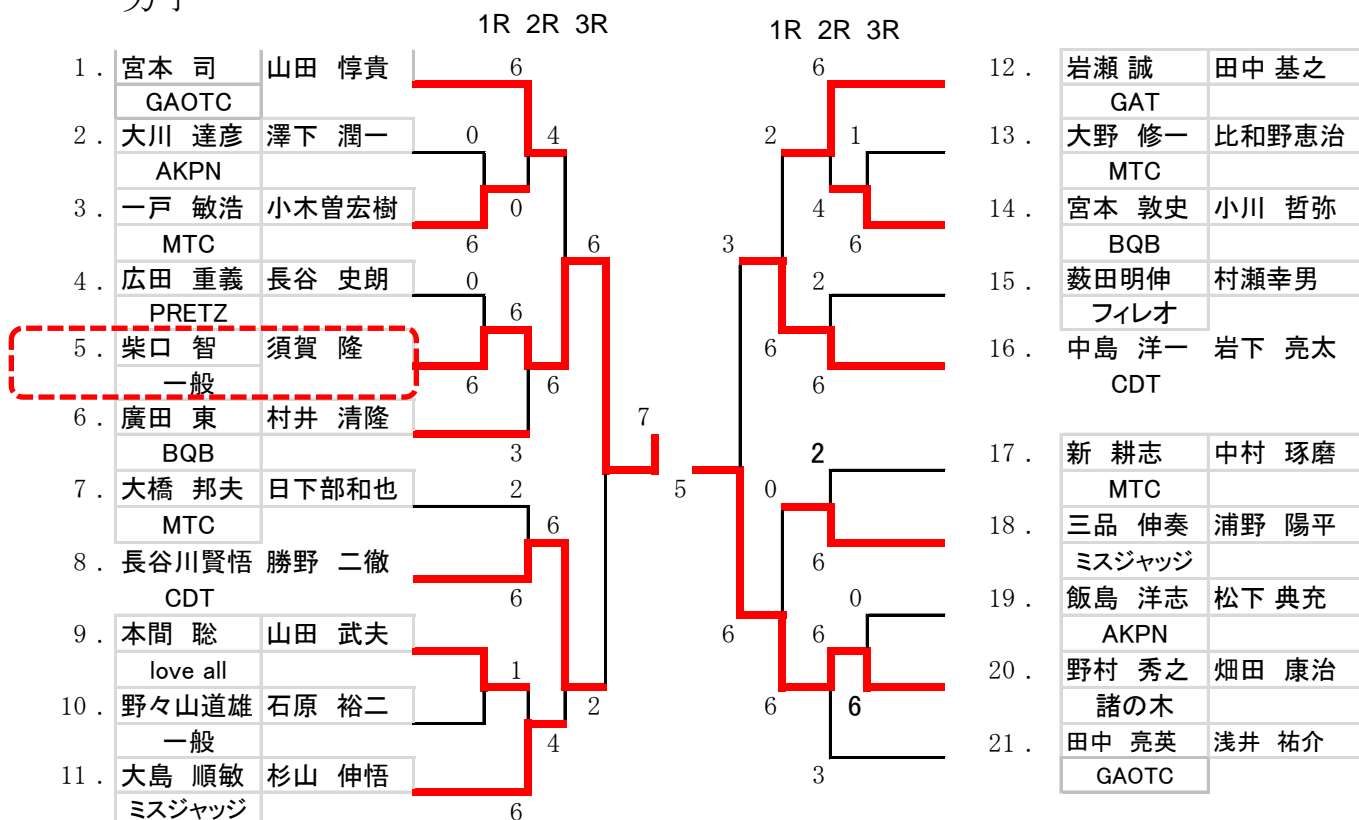 1R 2R 3R
1R 2R 3R
1 . 宮本 司 山田 惇貴 6
GAOTC
2 . 大川 達彦 澤下 潤一 0 4
AKPN
3 . 一戸 敏浩 小木曽宏樹 0
MTC 6 6
4 . 広田 重義 長谷 史朗 0
PRETZ 6
5 . 柴口 智 須賀 隆
一般 6 6
6 . 廣田 東 村井 清隆 7
BQB 3
7 . 大橋 邦夫 日下部和也 2
MTC 6
8 . 長谷川賢悟 勝野 二徹
CDT 6
9 . 本間 聡 山田 武夫
love all 1
10 . 野々山道雄 石原 裕二 2
一般 4
11 . 大島 順敏 杉山 伸悟
ミスジャッジ 6
6 12 . 岩瀬 誠 田中 基之
GAT
2 1 13 . 大野 修一 比和野恵治
MTC
4 14 . 宮本 敦史 小川 哲弥
3 6 BQB
2 15 . 薮田明伸 村瀬幸男
フィレオ
6 16 . 中島 洋一 岩下 亮太
6 CDT
2 17 . 新 耕志 中村 琢磨
5 0 MTC
18 . 三品 伸奏 浦野 陽平
6 ミスジャッジ
0 19 . 飯島 洋志 松下 典充
6 6 AKPN
20 . 野村 秀之 畑田 康治
6 6 諸の木
21 . 田中 亮英 浅井 祐介
3 GAOTC